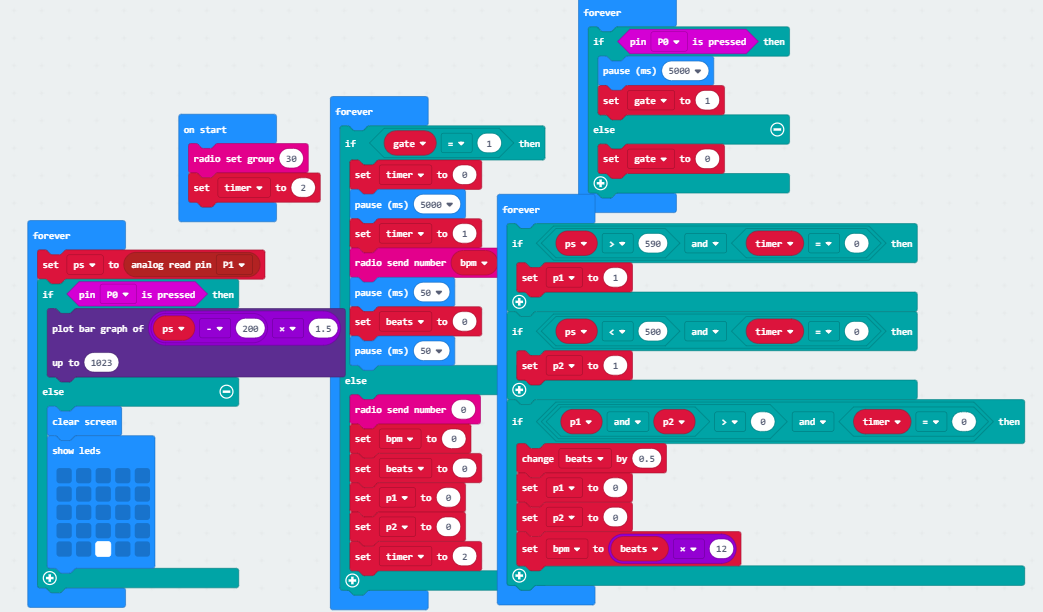 forever
if pin P0 is pressed then
pause (ms) 5000
set gate to 1
else
set gate to 0
on start
radio set group 30
set timer to 2
forever
if gate = 1 then
set timer to 0
pause (ms) 5000
set timer to 1
radio send number bpm
pause (ms) 50
set beats to 0
pause (ms) 50
else
radio send number 0
set bpm to 0
set beats to 0
set p1 to 0
set p2 to 0
set timer to 2
forever
set ps to analog read pin P1
if pin P0 is pressed then
plot bar graph of ps - 200 × 1.5
up to 1023
else
clear screen
show leds
forever
if ps > 590 and timer = 0 then
set p1 to 1
if ps < 500 and timer = 0 then
set p2 to 1
if p1 and p2 > 0 and timer = 0 then
change beats by 0.5
set p1 to 0
set p2 to 0
set bpm to beats × 12